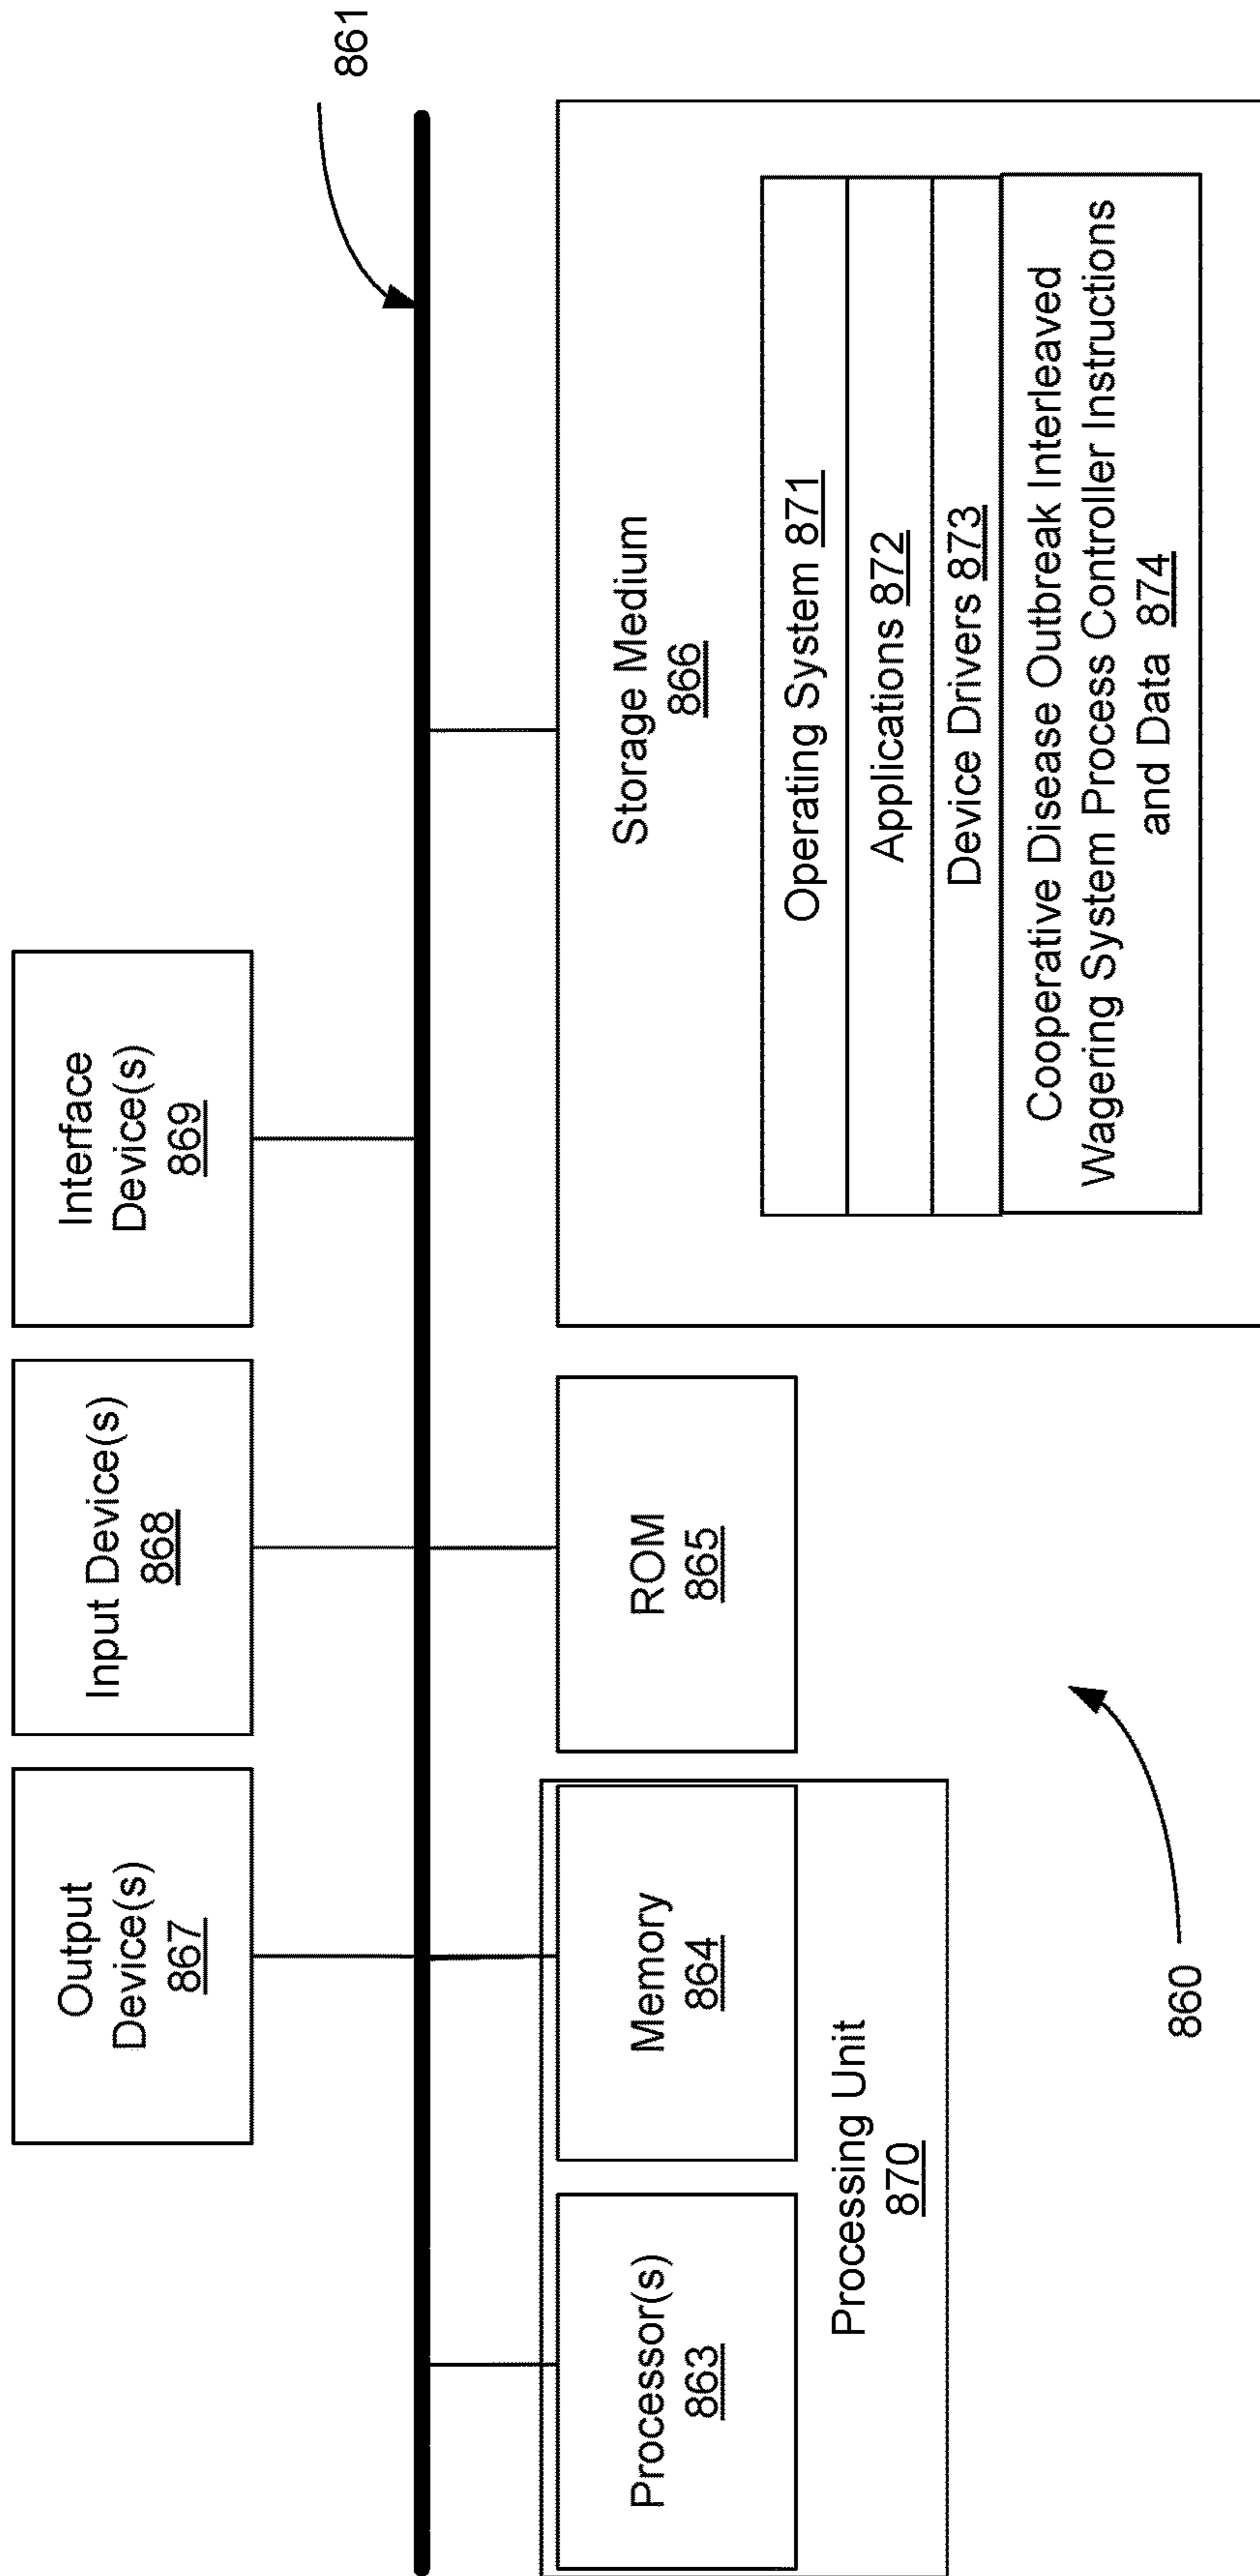 861
Output
Device(s)
867
Input Device(s)
868
Interface
Device(s)
869
Processor(s)
863
Memory
864
Processing Unit
870
ROM
865
Storage Medium
866
Operating System 871
Applications 872
Device Drivers 873
Cooperative Disease Outbreak Interleaved
Wagering System Process Controller Instructions
and Data 874
860